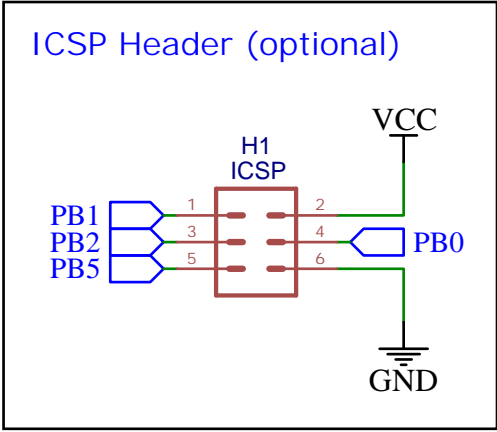 ICSP Header (optional)
VCC
H1
ICSP
PB1 1 2
PB2 3 4 PB0
PB5 5 6
GND